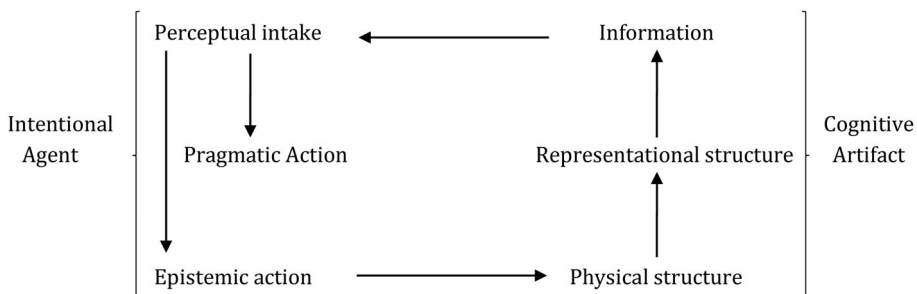 Perceptual intake
Information
Intentional
Agent
Pragmatic Action
Representational structure
Cognitive
Artifact
Epistemic action
Physical structure